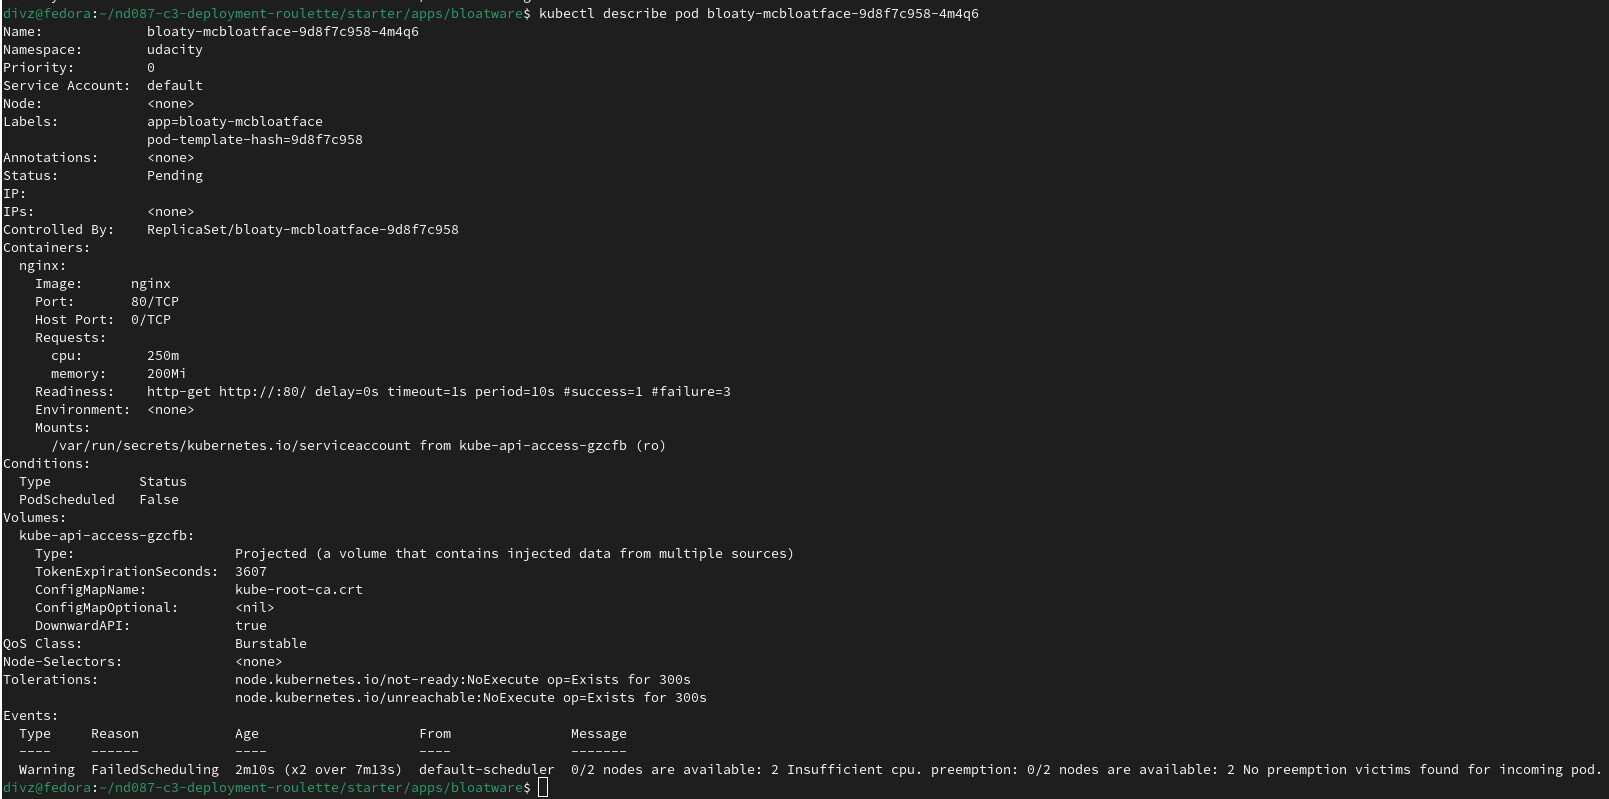 divz@fedora:~/nd087-c3-deployment-roulette/starter/apps/bloatware$ kubectl describe pod bloaty-mcbloatface-9d8f7c958-4m4q6
Name:             bloaty-mcbloatface-9d8f7c958-4m4q6
Namespace:        udacity
Priority:         0
Service Account:  default
Node:             <none>
Labels:           app=bloaty-mcbloatface
                  pod-template-hash=9d8f7c958
Annotations:      <none>
Status:           Pending
IP:
IPs:              <none>
Controlled By:    ReplicaSet/bloaty-mcbloatface-9d8f7c958
Containers:
  nginx:
    Image:      nginx
    Port:       80/TCP
    Host Port:  0/TCP
    Requests:
      cpu:        250m
      memory:     200Mi
    Readiness:    http-get http://:80/ delay=0s timeout=1s period=10s #success=1 #failure=3
    Environment:  <none>
    Mounts:
      /var/run/secrets/kubernetes.io/serviceaccount from kube-api-access-gzcfb (ro)
Conditions:
  Type           Status
  PodScheduled   False
Volumes:
  kube-api-access-gzcfb:
    Type:                    Projected (a volume that contains injected data from multiple sources)
    TokenExpirationSeconds:  3607
    ConfigMapName:           kube-root-ca.crt
    ConfigMapOptional:       <nil>
    DownwardAPI:             true
QoS Class:                   Burstable
Node-Selectors:              <none>
Tolerations:                 node.kubernetes.io/not-ready:NoExecute op=Exists for 300s
                             node.kubernetes.io/unreachable:NoExecute op=Exists for 300s
Events:
  Type     Reason            Age                   From               Message
  ----     ------            ----                  ----               -------
  Warning  FailedScheduling  2m10s (x2 over 7m13s)  default-scheduler  0/2 nodes are available: 2 Insufficient cpu. preemption: 0/2 nodes are available: 2 No preemption victims found for incoming pod.
divz@fedora:~/nd087-c3-deployment-roulette/starter/apps/bloatware$